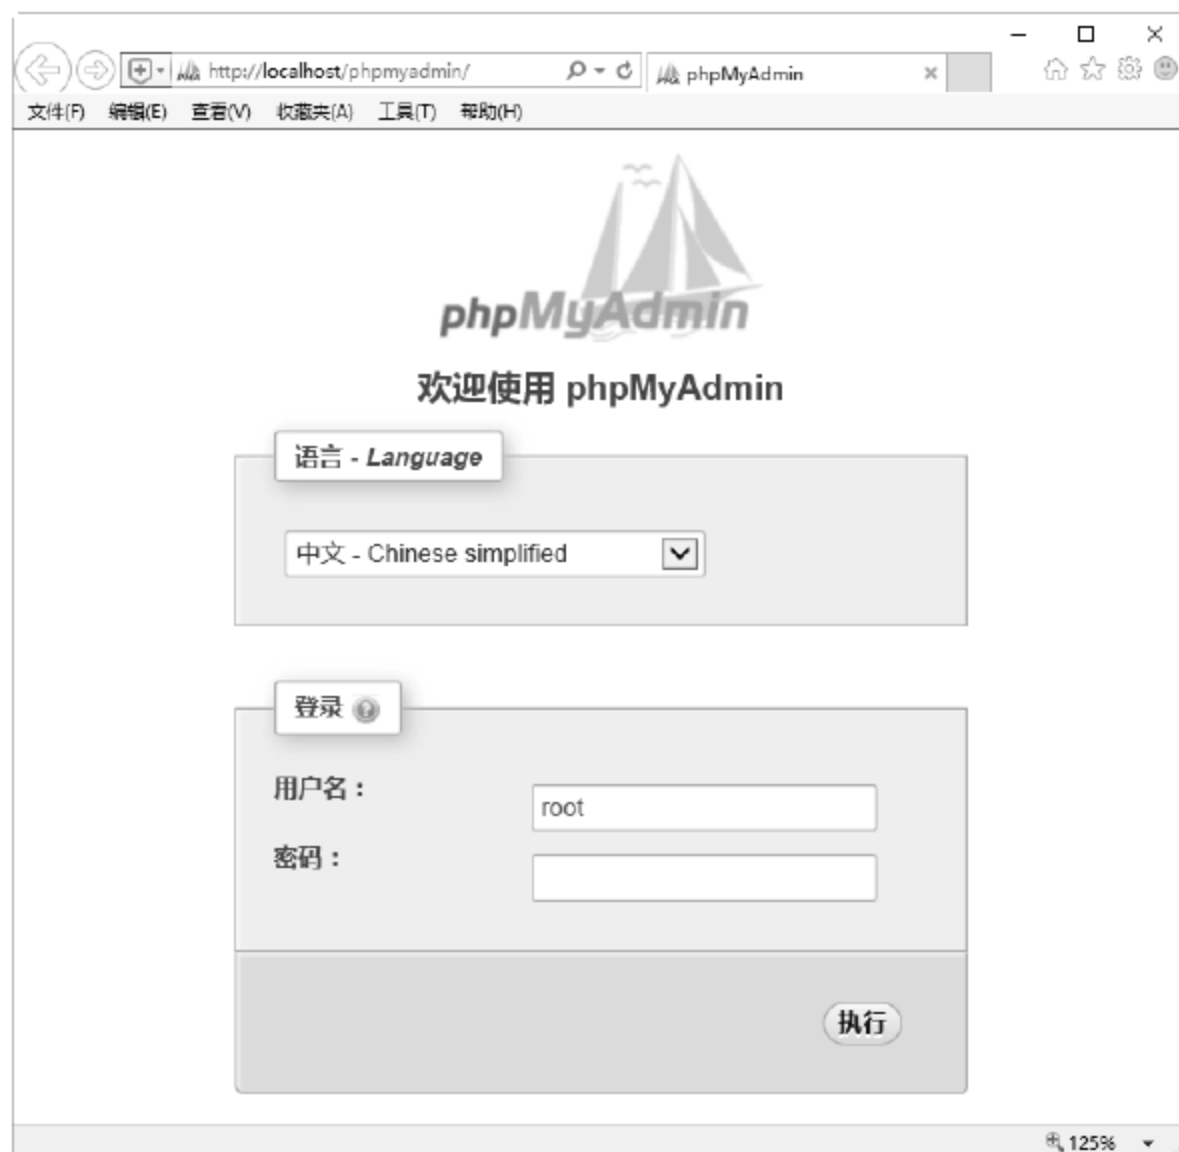 http://localhost/phpmyadmin/ phpMyAdmin
文件(F) 编辑(E) 查看(V) 收藏夹(A) 工具(T) 帮助(H)
phpMyAdmin
欢迎使用 phpMyAdmin
语言 - Language
中文 - Chinese simplified
登录
用户名：
root
密码：
执行
125%